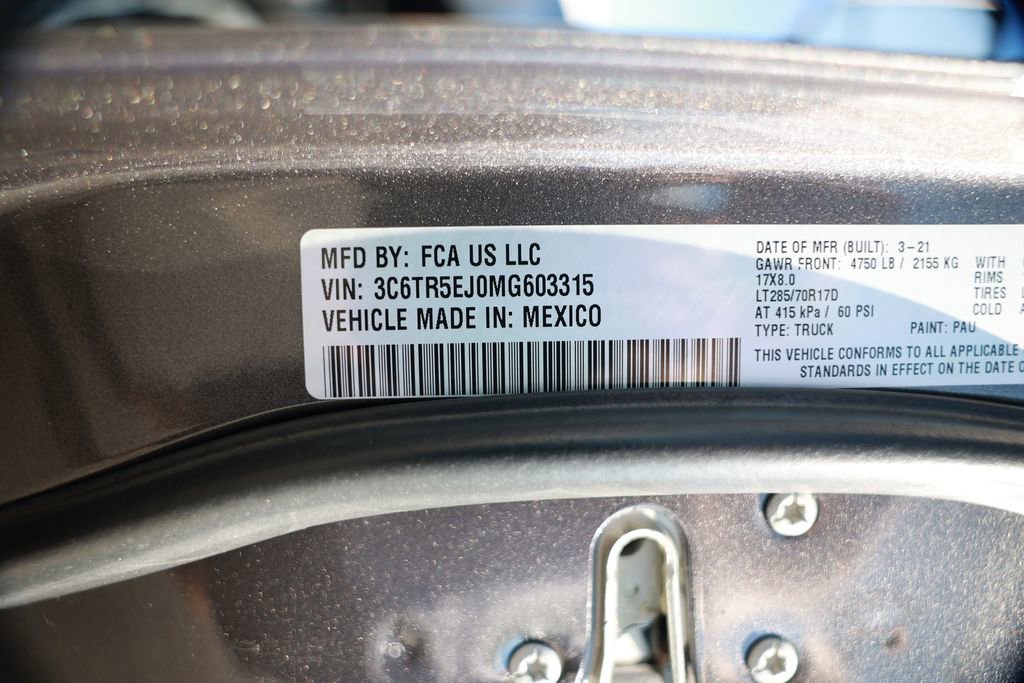 MFD BY: FCA US LLC
VIN: 3C6TR5EJ0MG603315
VEHICLE MADE IN: MEXICO
DATE OF MFR (BUILT): 3-21
GAWR FRONT: 4750 LB / 2155 KG WITH
17X8.0 RIMS
LT285/70R17D TIRES
AT 415 kPa / 60 PSI COLD
TYPE: TRUCK PAINT: PAU
THIS VEHICLE CONFORMS TO ALL APPLICABLE
STANDARDS IN EFFECT ON THE DATE